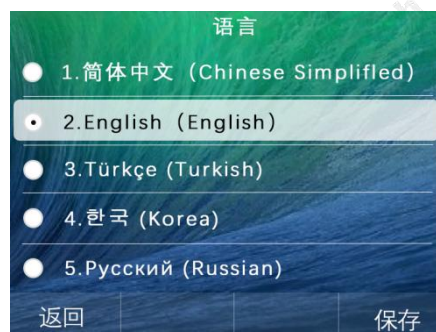 语言
1.简体中文（Chinese Simplifled）
2.English（English）
3.Türkçe (Turkish)
4.한국 (Korea)
5.Русский (Russian)
返回 保存